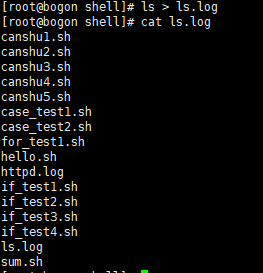 [root@bogon shell]# ls > ls.log
[root@bogon shell]# cat ls.log
canshu1.sh
canshu2.sh
canshu3.sh
canshu4.sh
canshu5.sh
case_test1.sh
case_test2.sh
for_test1.sh
hello.sh
httpd.log
if_test1.sh
if_test2.sh
if_test3.sh
if_test4.sh
ls.log
sum.sh